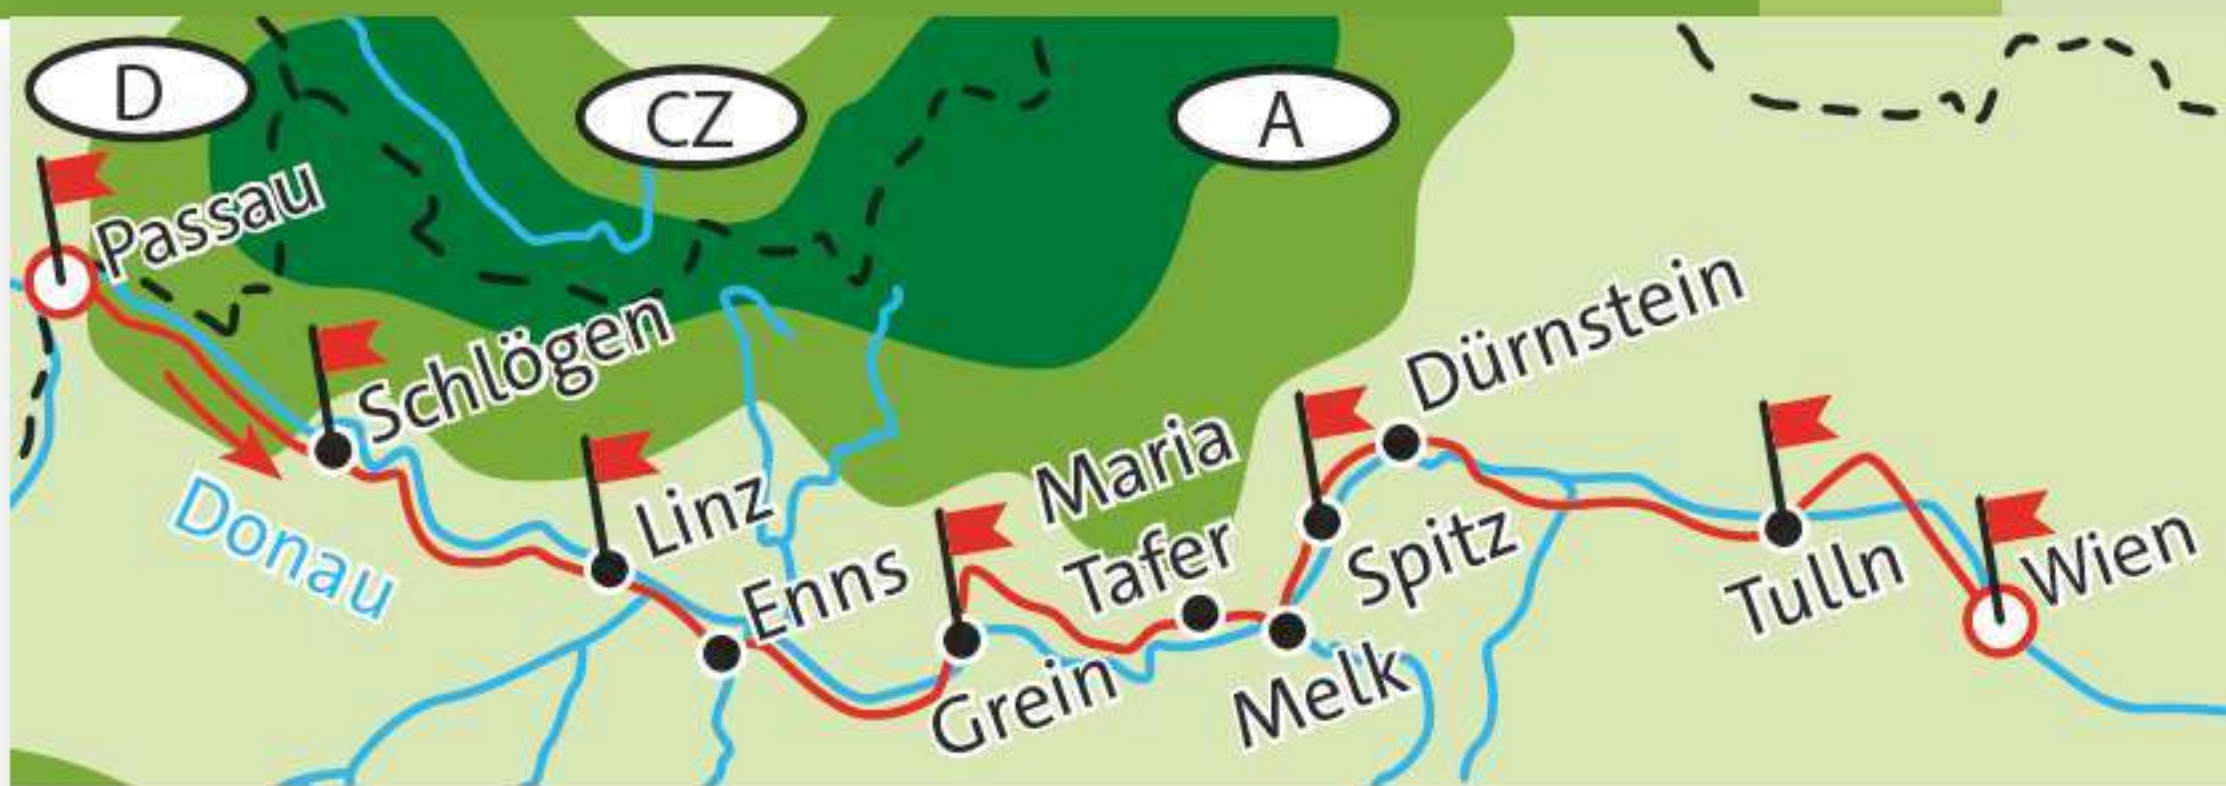 D
CZ
A
Passau
Schlögen
Donau
Linz
Enns
Grein
Maria
Tafer
Melk
Spitz
Dürnstein
Tulln
Wien